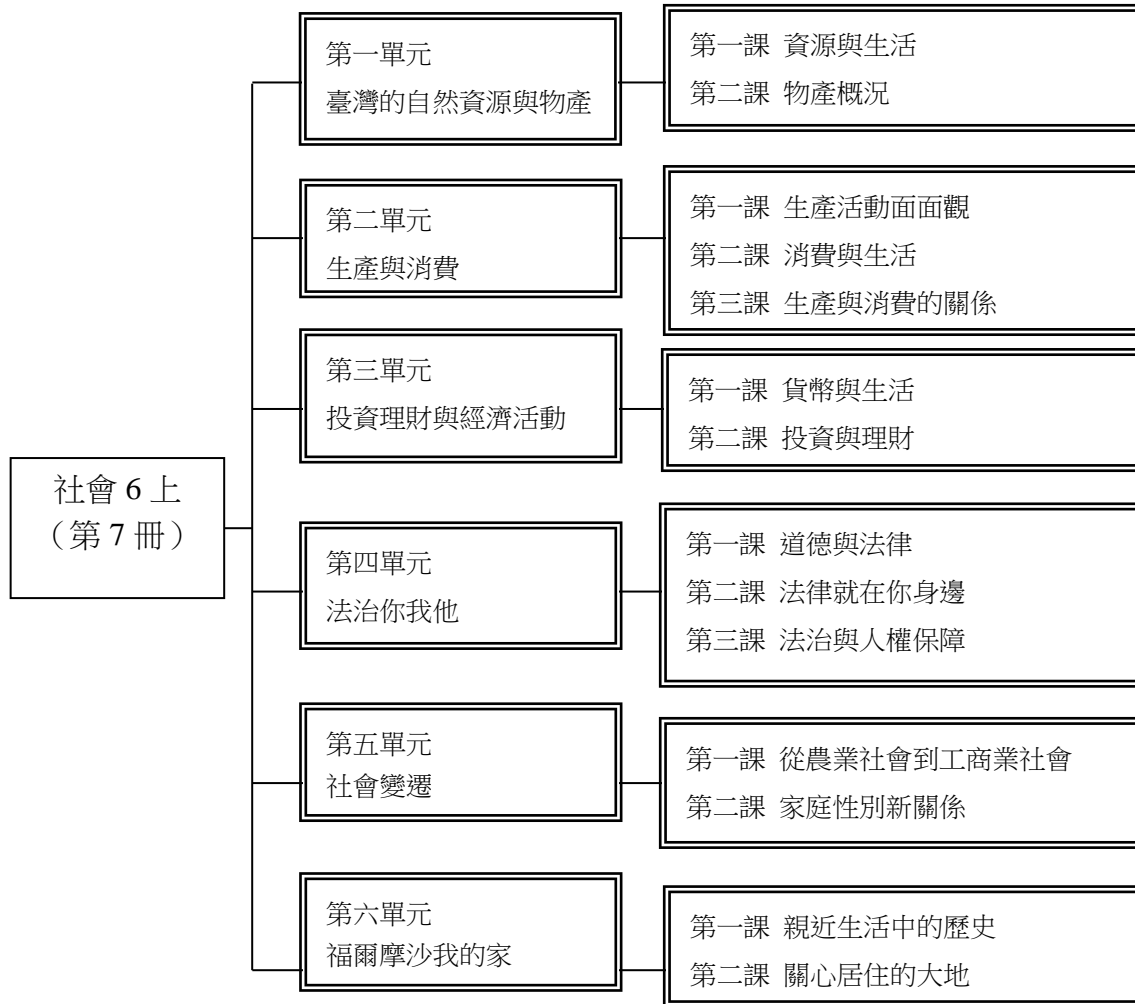 社會 6 上
（第 7 冊）
第一單元
臺灣的自然資源與物產
第一課 資源與生活
第二課 物產概況
第二單元
生產與消費
第一課 生產活動面面觀
第二課 消費與生活
第三課 生產與消費的關係
第三單元
投資理財與經濟活動
第一課 貨幣與生活
第二課 投資與理財
第四單元
法治你我他
第一課 道德與法律
第二課 法律就在你身邊
第三課 法治與人權保障
第五單元
社會變遷
第一課 從農業社會到工商業社會
第二課 家庭性別新關係
第六單元
福爾摩沙我的家
第一課 親近生活中的歷史
第二課 關心居住的大地